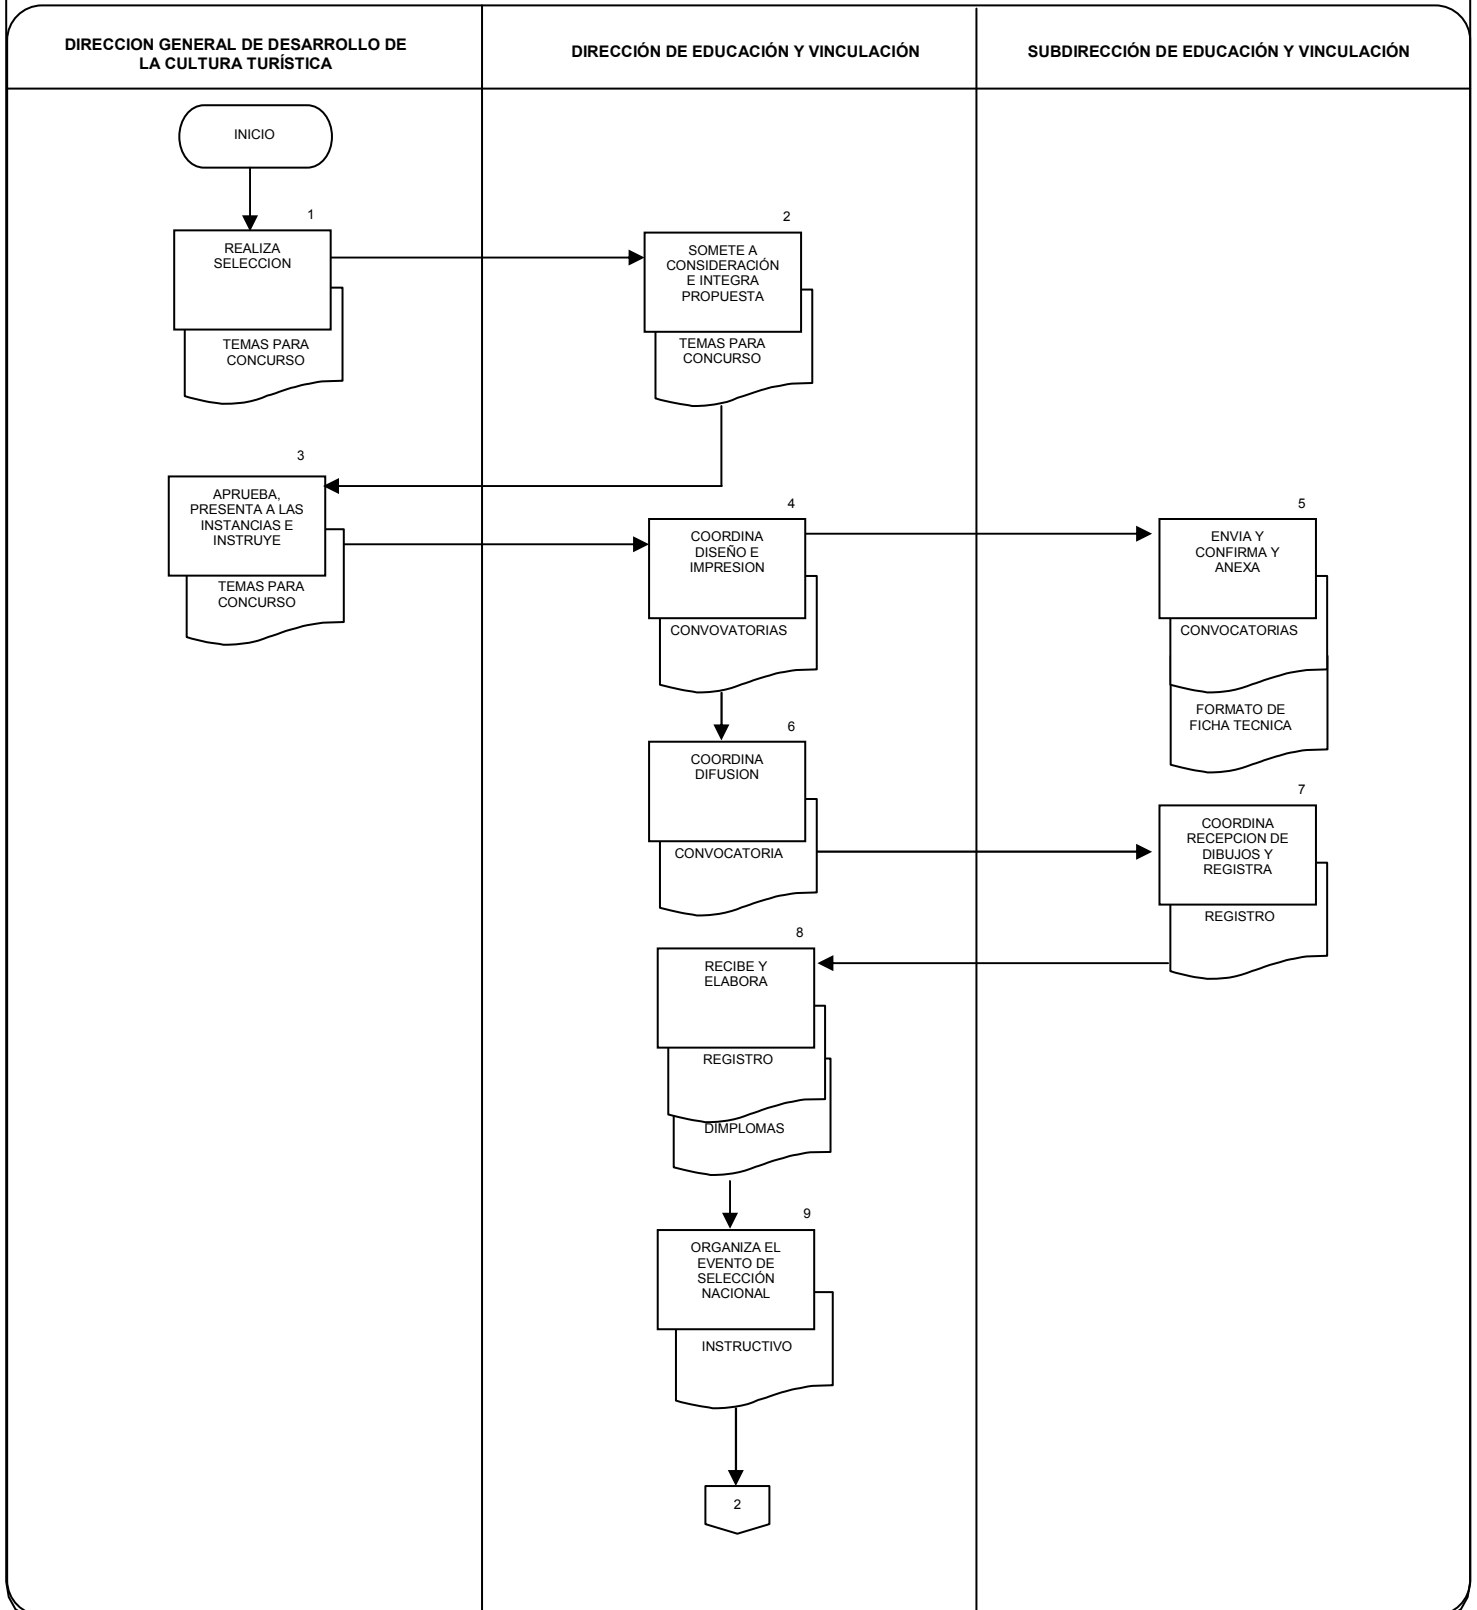 DIRECCION GENERAL DE DESARROLLO DE
LA CULTURA TURÍSTICA
DIRECCIÓN DE EDUCACIÓN Y VINCULACIÓN
SUBDIRECCIÓN DE EDUCACIÓN Y VINCULACIÓN
INICIO
1
REALIZA
SELECCION
TEMAS PARA
CONCURSO
2
SOMETE A
CONSIDERACIÓN
E INTEGRA
PROPUESTA
TEMAS PARA
CONCURSO
3
APRUEBA,
PRESENTA A LAS
INSTANCIAS E
INSTRUYE
TEMAS PARA
CONCURSO
4
COORDINA
DISEÑO E
IMPRESION
CONVOVATORIAS
5
ENVIA Y
CONFIRMA Y
ANEXA
CONVOCATORIAS
FORMATO DE
FICHA TECNICA
6
COORDINA
DIFUSION
CONVOCATORIA
7
COORDINA
RECEPCION DE
DIBUJOS Y
REGISTRA
REGISTRO
8
RECIBE Y
ELABORA
REGISTRO
DIMPLOMAS
9
ORGANIZA EL
EVENTO DE
SELECCIÓN
NACIONAL
INSTRUCTIVO
2